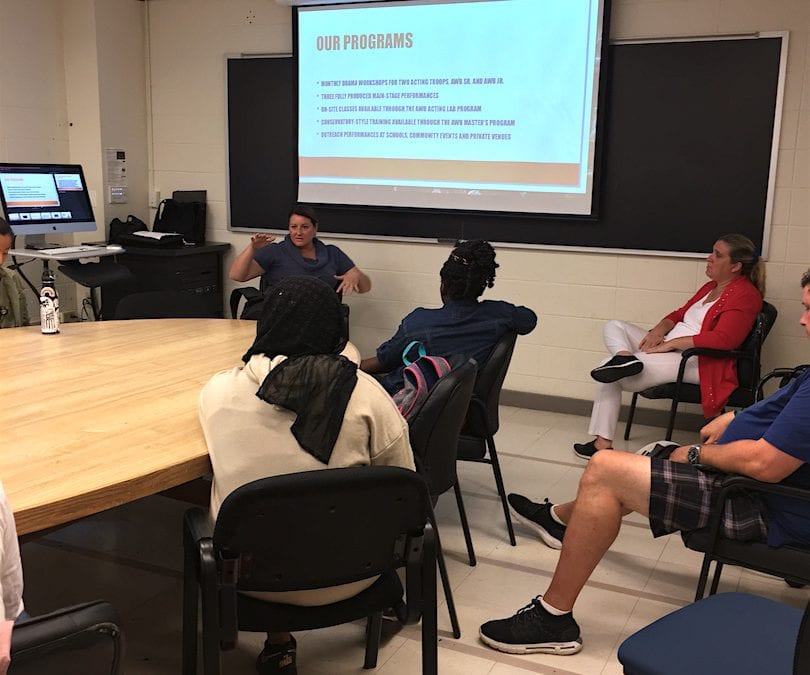 OUR PROGRAMS
• MONTHLY DRAMA WORKSHOPS FOR TWO ACTING TROOPS, AWB SR. AND AWB JR.
• THREE FULLY PRODUCED MAIN-STAGE PERFORMANCES
• ON-SITE CLASSES AVAILABLE THROUGH THE AWB ACTING LAB PROGRAM
• CONSERVATORY-STYLE TRAINING AVAILABLE THROUGH THE AWB MASTER'S PROGRAM
• OUTREACH PERFORMANCES AT SCHOOLS, COMMUNITY EVENTS AND PRIVATE VENUES